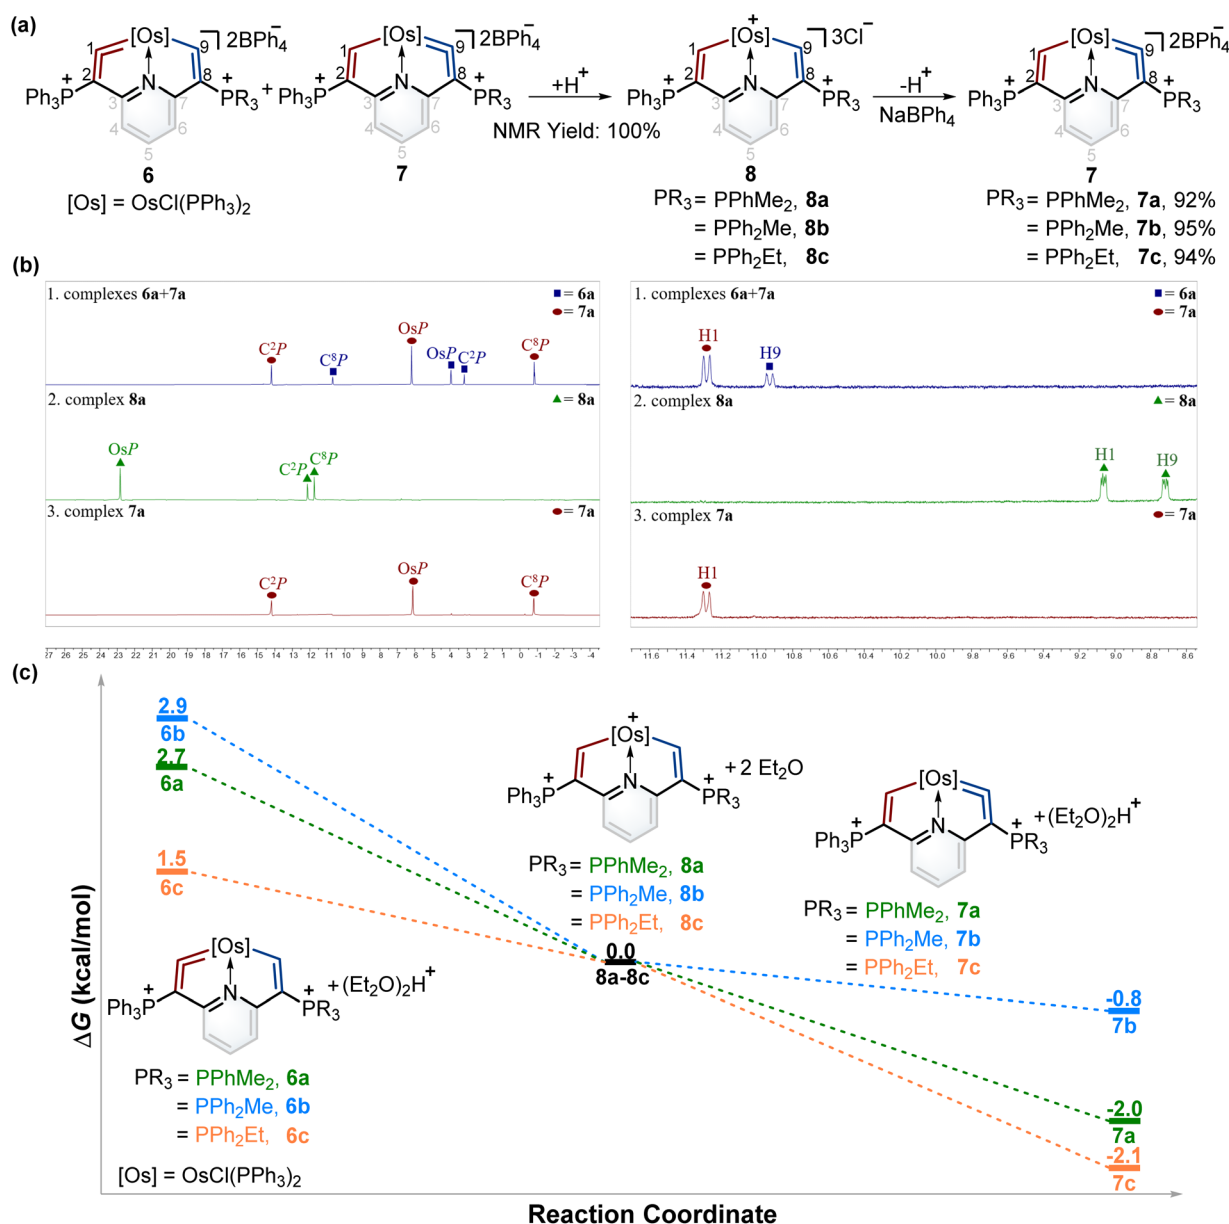 (a)
1 [Os] 9 ⌉2BPh4−
2 8
P+ N P+
Ph3P 3 7 PR3
4 6
5
6
[Os] = OsCl(PPh3)2
+
1 [Os] 9 ⌉2BPh4−
2 8
Ph3P+ 3 N 7 PR3+
4 6
5
7
+H+
NMR Yield: 100%
1 [Os]+ 9 ⌉3Cl−
2 8
Ph3P+ 3 N 7 PR3+
4 6
5
8
PR3 = PPhMe2, 8a
= PPh2Me, 8b
= PPh2Et, 8c
-H+
NaBPh4
1 [Os] 9 ⌉2BPh4−
2 8
Ph3P+ 3 N 7 PR3+
4 6
5
7
PR3 = PPhMe2, 7a, 92%
= PPh2Me, 7b, 95%
= PPh2Et, 7c, 94%
(b)
1. complexes 6a+7a
■= 6a
●= 7a
C2P C8P OsP OsP C2P C8P
2. complex 8a
▲= 8a
OsP C2P C8P
3. complex 7a
●= 7a
C2P OsP C8P
27 26 25 24 23 22 21 20 19 18 17 16 15 14 13 12 11 10 9 8 7 6 5 4 3 2 1 0 -1 -2 -3 -4
1. complexes 6a+7a
■= 6a
●= 7a
H1 H9
2. complex 8a
▲= 8a
H1 H9
3. complex 7a
●= 7a
H1
11.6 11.4 11.2 11.0 10.8 10.6 10.4 10.2 10.0 9.8 9.6 9.4 9.2 9.0 8.8 8.6
(c)
ΔG (kcal/mol)
2.9
6b
2.7
6a
1.5
6c
[Os]
Ph3P+ N PR3+ +(Et2O)2H+
PR3 = PPhMe2, 6a
= PPh2Me, 6b
= PPh2Et, 6c
[Os] = OsCl(PPh3)2
[Os]+
Ph3P+ N PR3+ + 2 Et2O
PR3 = PPhMe2, 8a
= PPh2Me, 8b
= PPh2Et, 8c
0.0
8a-8c
[Os]
Ph3P+ N PR3+ +(Et2O)2H+
PR3 = PPhMe2, 7a
= PPh2Me, 7b
= PPh2Et, 7c
-0.8
7b
-2.0
7a
-2.1
7c
Reaction Coordinate